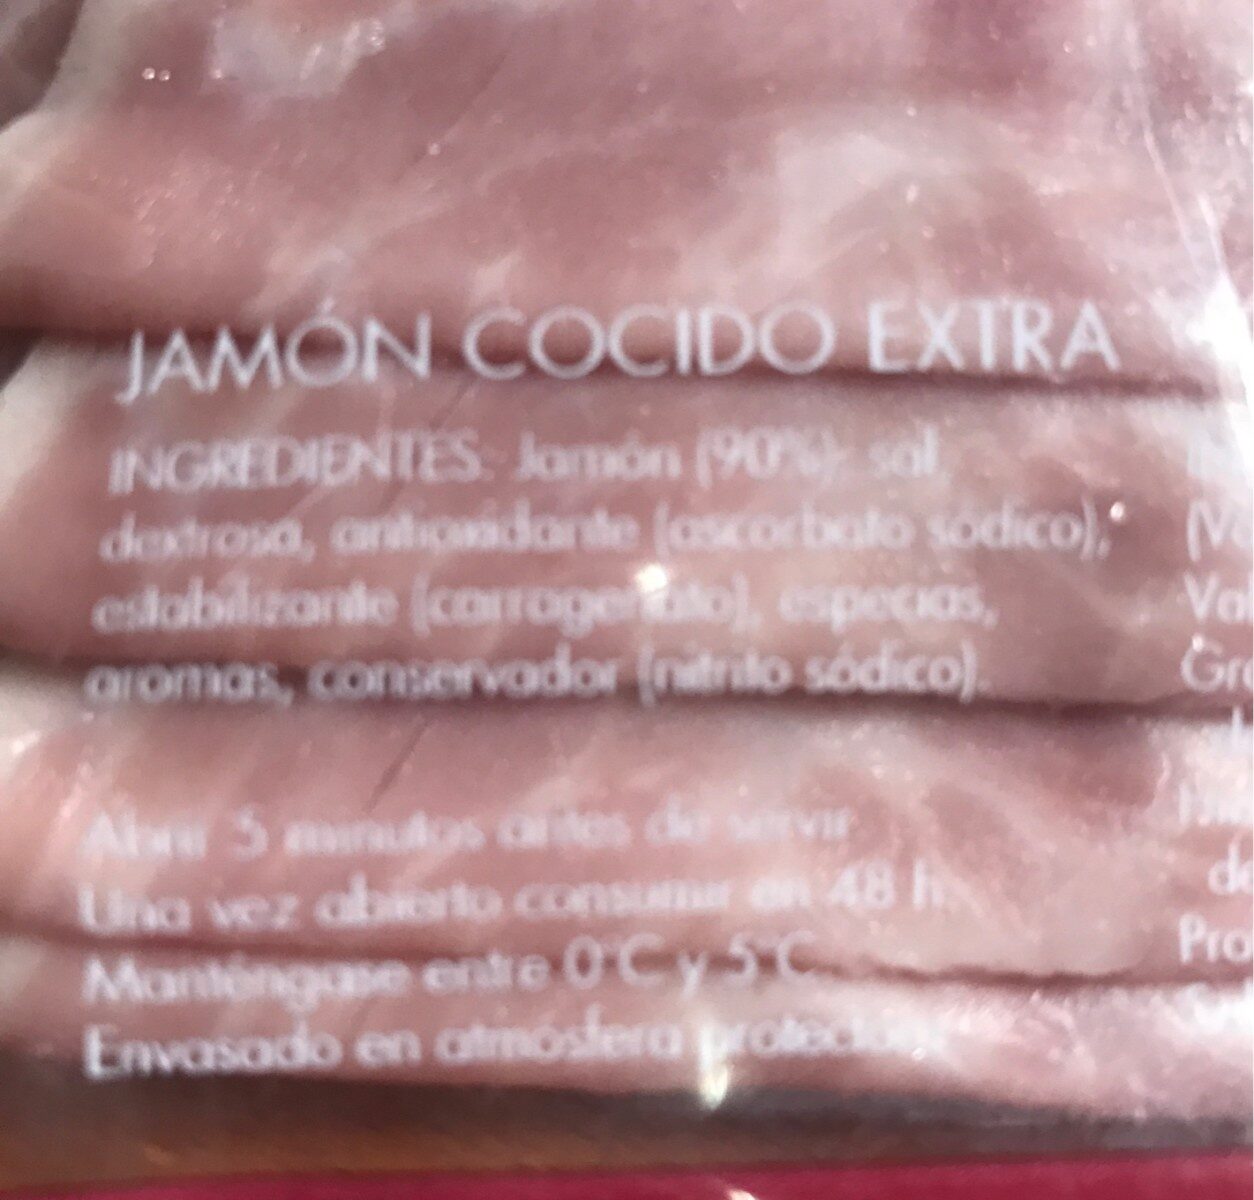 JAMÓN COCIDO EXTRA
INGREDIENTES: Jamón (90%), sal,
dextrosa, antioxidante (ascorbato sódico),
estabilizante (carragenato), especias,
aromas, conservador (nitrito sódico).
Abrir 5 minutos antes de servir
Una vez abierto consumir en 48 h.
Manténgase entre 0°C y 5°C
Envasado en atmósfera protectora